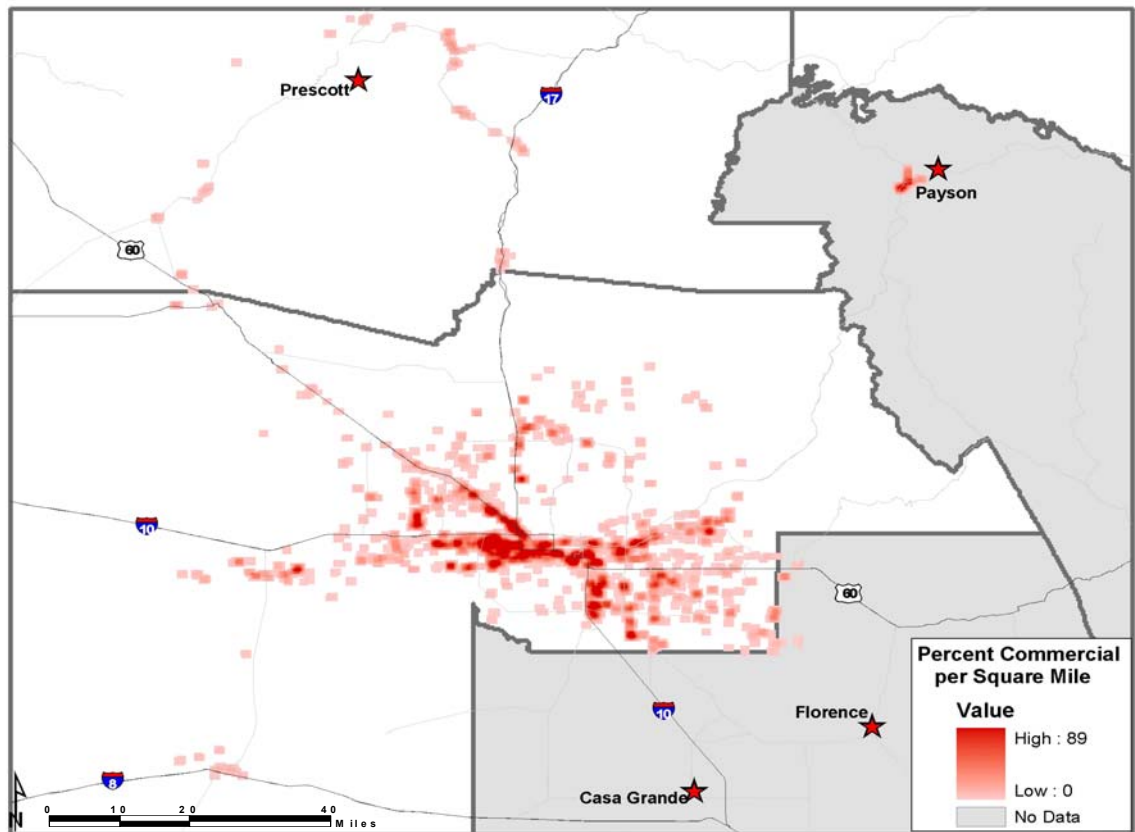 Prescott
17
Payson
60
10
60
10
Florence
Casa Grande
8
N
0 10 20 40
Miles
Percent Commercial
per Square Mile
Value
High : 89
Low : 0
No Data